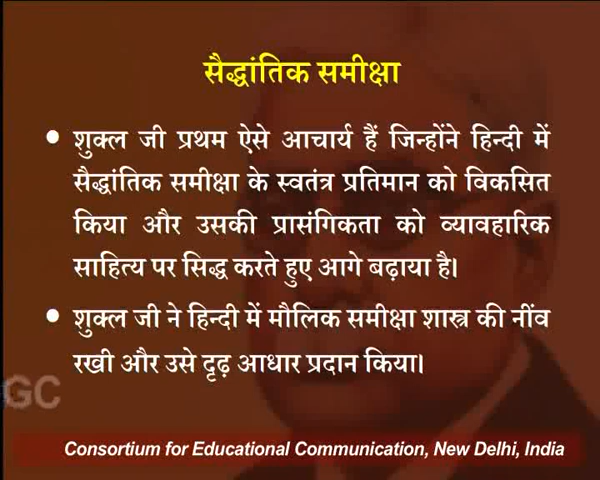 सैद्धांतिक समीक्षा
• शुक्ल जी प्रथम ऐसे आचार्य हैं जिन्होंने हिन्दी में
सैद्धांतिक समीक्षा के स्वतंत्र प्रतिमान को विकसित
किया और उसकी प्रासंगिकता को व्यावहारिक
साहित्य पर सिद्ध करते हुए आगे बढ़ाया है।
• शुक्ल जी ने हिन्दी में मौलिक समीक्षा शास्त्र की नींव
रखी और उसे दृढ़ आधार प्रदान किया।
GC
Consortium for Educational Communication, New Delhi, India